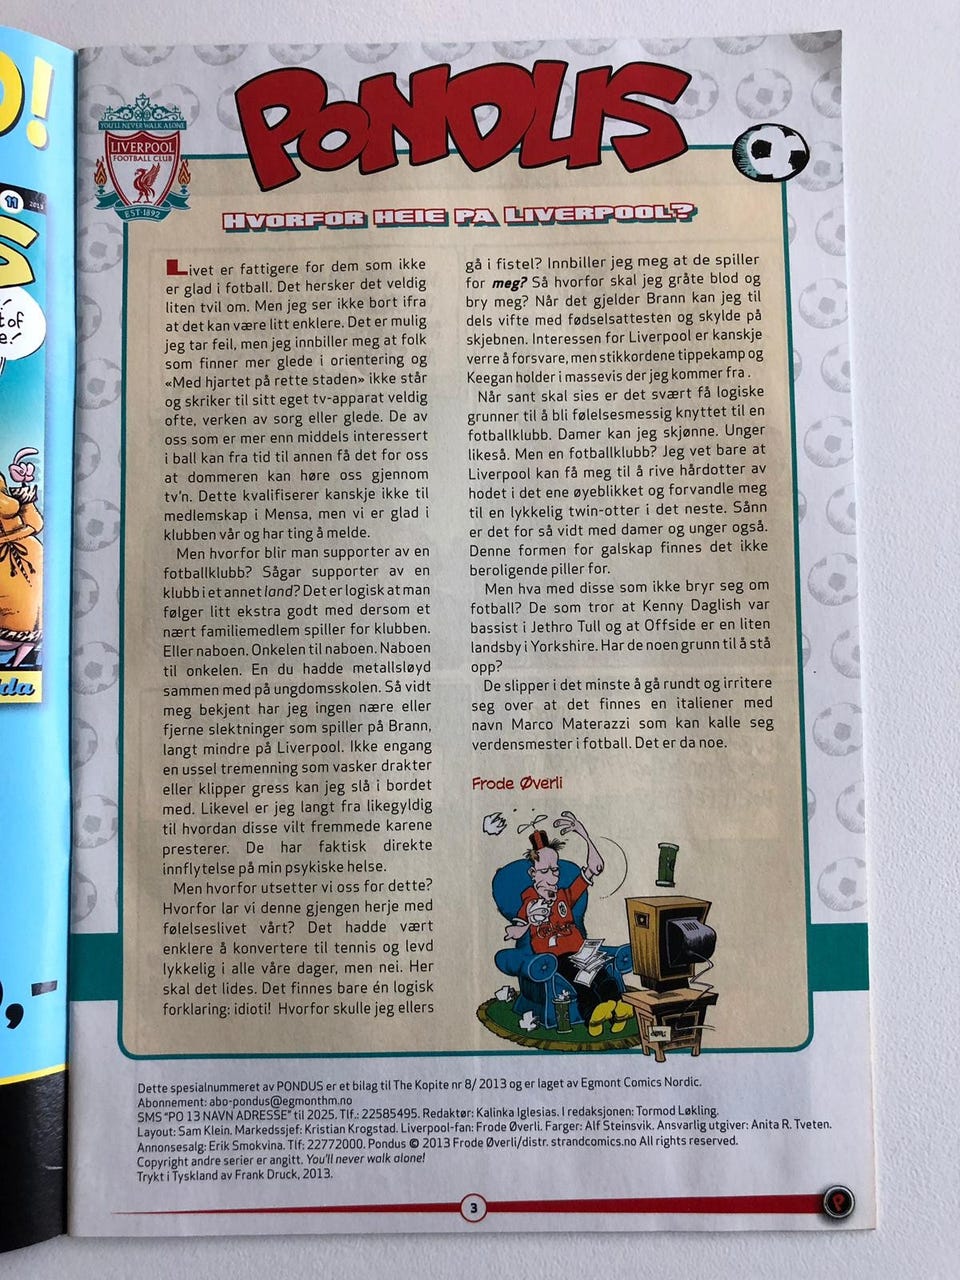 O!
11
S
t of
e!
da
9,-
PONDUS
YOU'LL NEVER WALK ALONE
LIVERPOOL
FOOTBALL CLUB
EST·1892
HVORFOR HEIE PA LIVERPOOL?
Livet er fattigere for dem som ikke
er glad i fotball. Det hersker det veldig
liten tvil om. Men jeg ser ikke bort ifra
at det kan være litt enklere. Det er mulig
jeg tar feil, men jeg innbiller meg at folk
som finner mer glede i orientering og
«Med hjartet på rette staden» ikke står
og skriker til sitt eget tv-apparat veldig
ofte, verken av sorg eller glede. De av
oss som er mer enn middels interessert
i ball kan fra tid til annen få det for oss
at dommeren kan høre oss gjennom
tv'n. Dette kvalifiserer kanskje ikke til
medlemskap i Mensa, men vi er glad i
klubben vår og har ting å melde.
Men hvorfor blir man supporter av en
fotballklubb? Sågar supporter av en
klubb i et annet land? Det er logisk at man
følger litt ekstra godt med dersom et
nært familiemedlem spiller for klubben.
Eller naboen. Onkelen til naboen. Naboen
til onkelen. En du hadde metallsløyd
sammen med på ungdomsskolen. Så vidt
meg bekjent har jeg ingen nære eller
fjerne slektninger som spiller på Brann,
langt mindre på Liverpool. Ikke engang
en ussel tremenning som vasker drakter
eller klipper gress kan jeg slå i bordet
med. Likevel er jeg langt fra likegyldig
til hvordan disse vilt fremmede karene
presterer. De har faktisk direkte
innflytelse på min psykiske helse.
Men hvorfor utsetter vi oss for dette?
Hvorfor lar vi denne gjengen herje med
følelseslivet vårt? Det hadde vært
enklere å konvertere til tennis og levd
lykkelig i alle våre dager, men nei. Her
skal det lides. Det finnes bare én logisk
forklaring: idioti! Hvorfor skulle jeg ellers
gå i fistel? Innbiller jeg meg at de spiller
for meg? Så hvorfor skal jeg gråte blod og
bry meg? Når det gjelder Brann kan jeg til
dels vifte med fødselsattesten og skylde på
skjebnen. Interessen for Liverpool er kanskje
verre å forsvare, men stikkordene tippekamp og
Keegan holder i massevis der jeg kommer fra .
Når sant skal sies er det svært få logiske
grunner til å bli følelsesmessig knyttet til en
fotballklubb. Damer kan jeg skjønne. Unger
likeså. Men en fotballklubb? Jeg vet bare at
Liverpool kan få meg til å rive hårdotter av
hodet i det ene øyeblikket og forvandle meg
til en lykkelig twin-otter i det neste. Sånn
er det for så vidt med damer og unger også.
Denne formen for galskap finnes det ikke
beroligende piller for.
Men hva med disse som ikke bryr seg om
fotball? De som tror at Kenny Daglish var
bassist i Jethro Tull og at Offside er en liten
landsby i Yorkshire. Har de noen grunn til å stå
opp?
De slipper i det minste å gå rundt og irritere
seg over at det finnes en italiener med
navn Marco Materazzi som kan kalle seg
verdensmester i fotball. Det er da noe.
Frode Øverli
Dette spesialnummeret av PONDUS er et bilag til The Kopite nr 8/ 2013 og er laget av Egmont Comics Nordic.
Abonnement: abo-pondus@egmonthm.no
SMS "PO 13 NAVN ADRESSE" til 2025. Tlf.: 22585495. Redaktør: Kalinka Iglesias. I redaksjonen: Tormod Løkling.
Layout: Sam Klein. Markedssjef: Kristian Krogstad. Liverpool-fan: Frode Øverli. Farger: Alf Steinsvik. Ansvarlig utgiver: Anita R. Tveten.
Annonsesalg: Erik Smokvina. Tlf: 22772000. Pondus © 2013 Frode Øverli/distr. strandcomics.no All rights reserved.
Copyright andre serier er angitt. You'll never walk alone!
Trykt i Tyskland av Frank Druck, 2013.
3
P